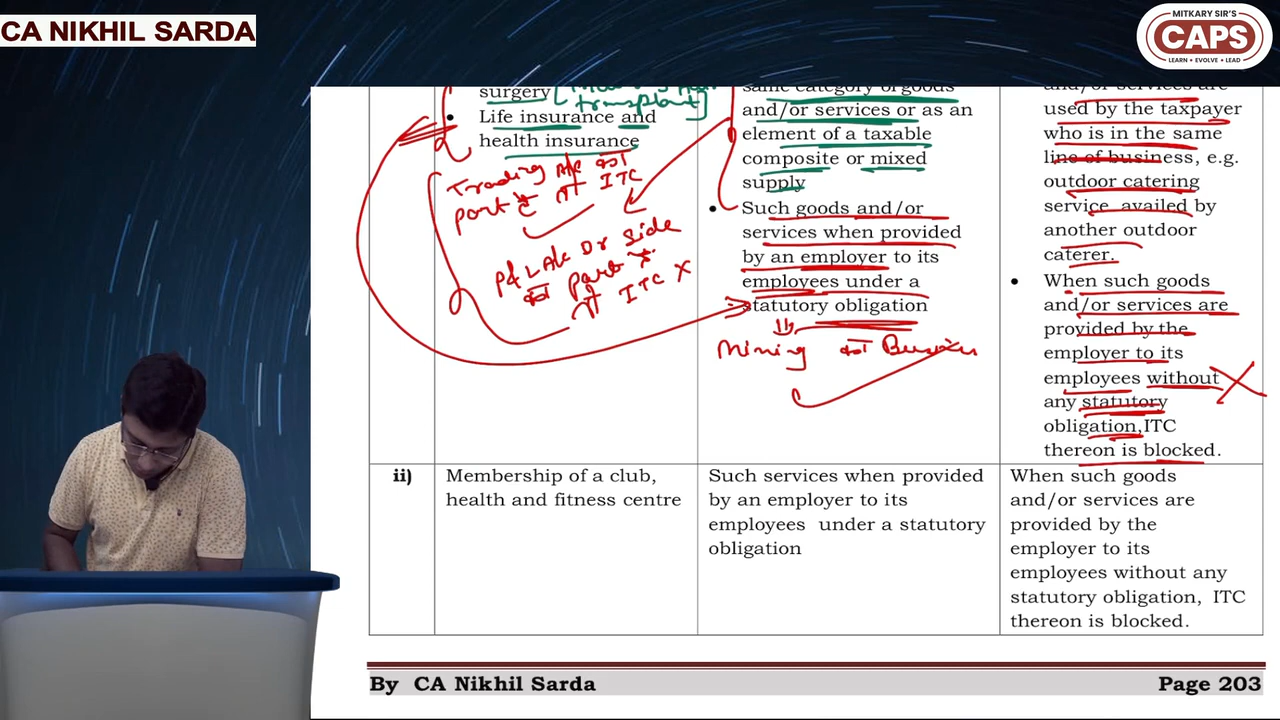 CA NIKHIL SARDA
MITKARY SIR'S
CAPS
LEARN • EVOLVE • LEAD
surgery
transplant]
• Life insurance and
health insurance
Trading A/c
part
ITC
P&L A/c Dr side
part
ITC X
same category of goods
and/or services or as an
element of a taxable
composite or mixed
supply
• Such goods and/or
services when provided
by an employer to its
employees under a
statutory obligation
Mining का Business
and/or services are
used by the taxpayer
who is in the same
line of business, e.g.
outdoor catering
service availed by
another outdoor
caterer.
• When such goods
and/or services are
provided by the
employer to its
employees without
any statutory
obligation,ITC
thereon is blocked.
ii)
Membership of a club,
health and fitness centre
Such services when provided
by an employer to its
employees under a statutory
obligation
When such goods
and/or services are
provided by the
employer to its
employees without any
statutory obligation, ITC
thereon is blocked.
By CA Nikhil Sarda
Page 203